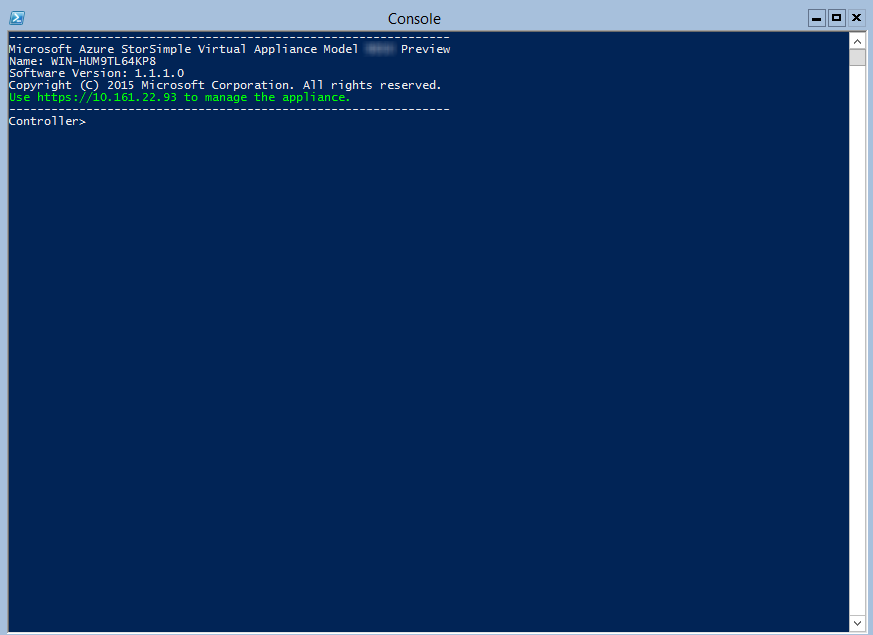 Console
--------------------------------------------------------------- 
Microsoft Azure StorSimple Virtual Appliance Model Preview
Name: WIN-HUM9TL64KP8
Software Version: 1.1.1.0
Copyright (C) 2015 Microsoft Corporation. All rights reserved.
Use https://10.161.22.93 to manage the appliance.
---------------------------------------------------------------
Controller>